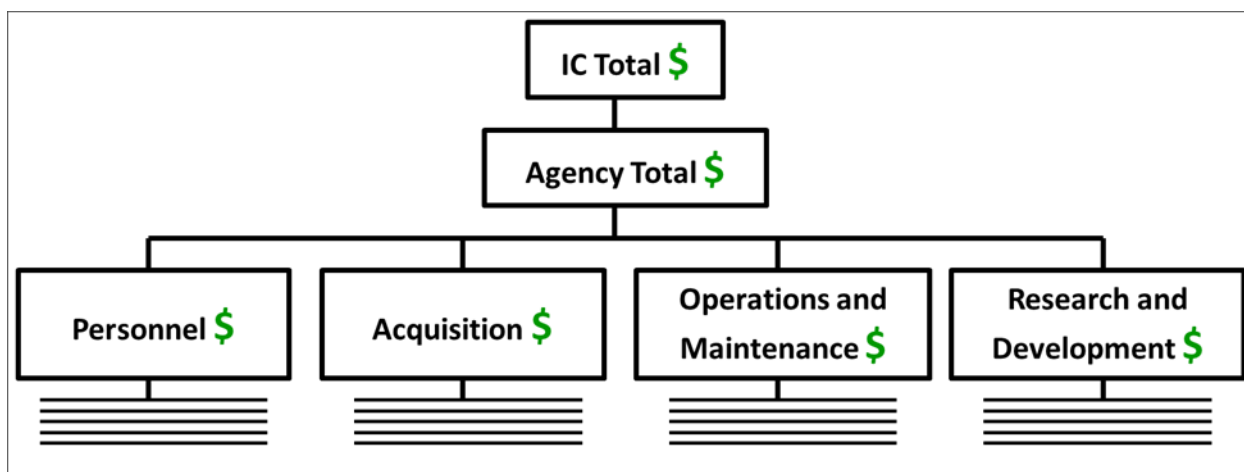 IC Total $
Agency Total $
Personnel $
Acquisition $
Operations and
Maintenance $
Research and
Development $